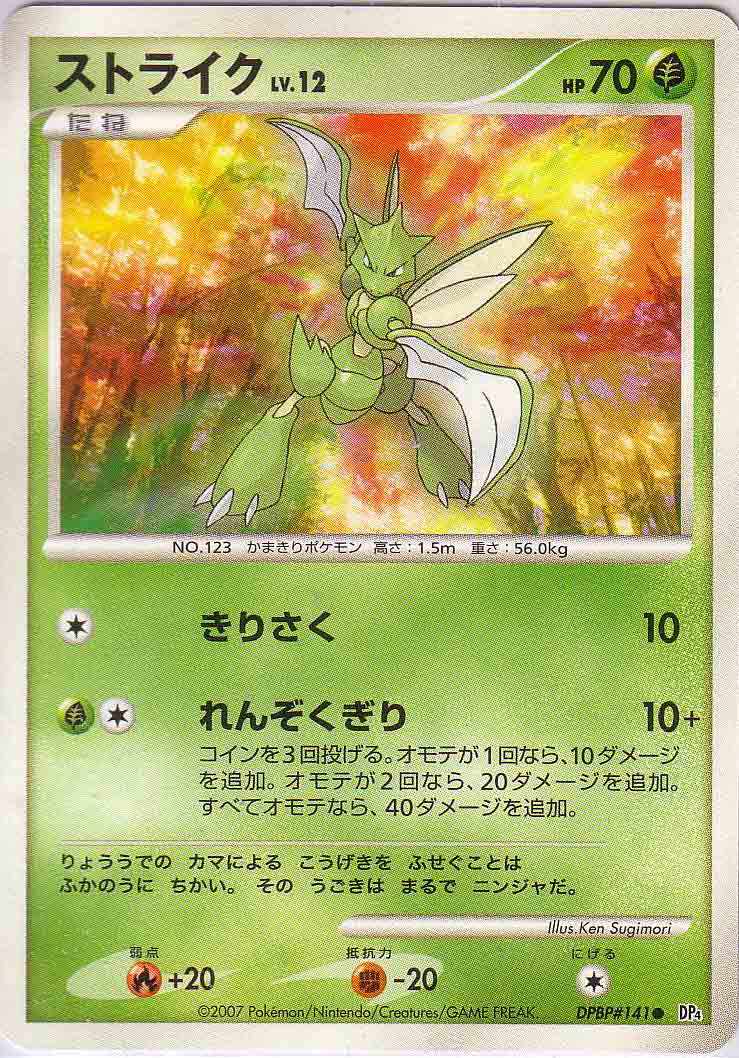 ストライク LV.12 HP 70
たね
NO.123 かまきりポケモン 高さ：1.5m 重さ：56.0kg
きりさく 10
れんぞくぎり 10+
コインを3回投げる。オモテが1回なら、10ダメージ
を追加。オモテが2回なら、20ダメージを追加。
すべてオモテなら、40ダメージを追加。
りょううでの カマによる こうげきを ふせぐことは
ふかのうに ちかい。 その うごきは まるで ニンジャだ。
Illus.Ken Sugimori
弱点 抵抗力 にげる
+20 -20
©2007 Pokémon/Nintendo/Creatures/GAME FREAK. DPBP#141 DP4